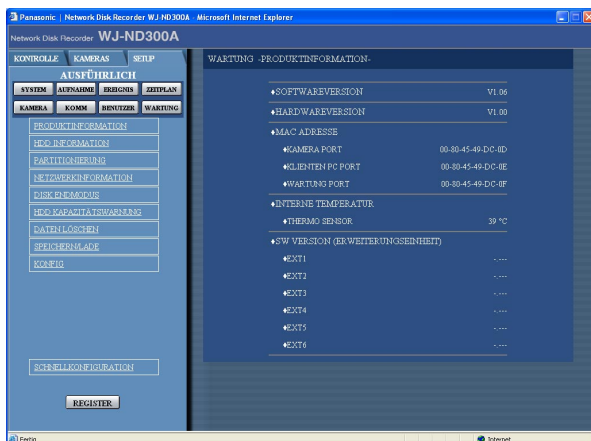 Panasonic | Network Disk Recorder WJ-ND300A - Microsoft Internet Explorer
Network Disk Recorder WJ-ND300A
KONTROLLE KAMERAS SETUP
AUSFÜHRLICH
SYSTEM AUFNAHME EREIGNIS ZEITPLAN
KAMERA KOMM BENUTZER WARTUNG
PRODUKTINFORMATION
HDD INFORMATION
PARTITIONIERUNG
NETZWERKINFORMATION
DISK ENDMODUS
HDD KAPAZITÄTSWARNUNG
DATEN LÖSCHEN
SPEICHERN/LADE
KONFIG
SCHNELLKONFIGURATION
REGISTER
WARTUNG -PRODUKTINFORMATION-
♦SOFTWAREVERSION V1.06
♦HARDWAREVERSION V1.00
♦MAC ADRESSE
♦KAMERA PORT 00-80-45-49-DC-0D
♦KLIENTEN PC PORT 00-80-45-49-DC-0E
♦WARTUNG PORT 00-80-45-49-DC-0F
♦INTERNE TEMPERATUR
♦THERMO SENSOR 39 °C
♦SW VERSION (ERWEITERUNGSEINHEIT)
♦EXT1 -.---
♦EXT2 -.---
♦EXT3 -.---
♦EXT4 -.---
♦EXT5 -.---
♦EXT6 -.---
Fertig Internet